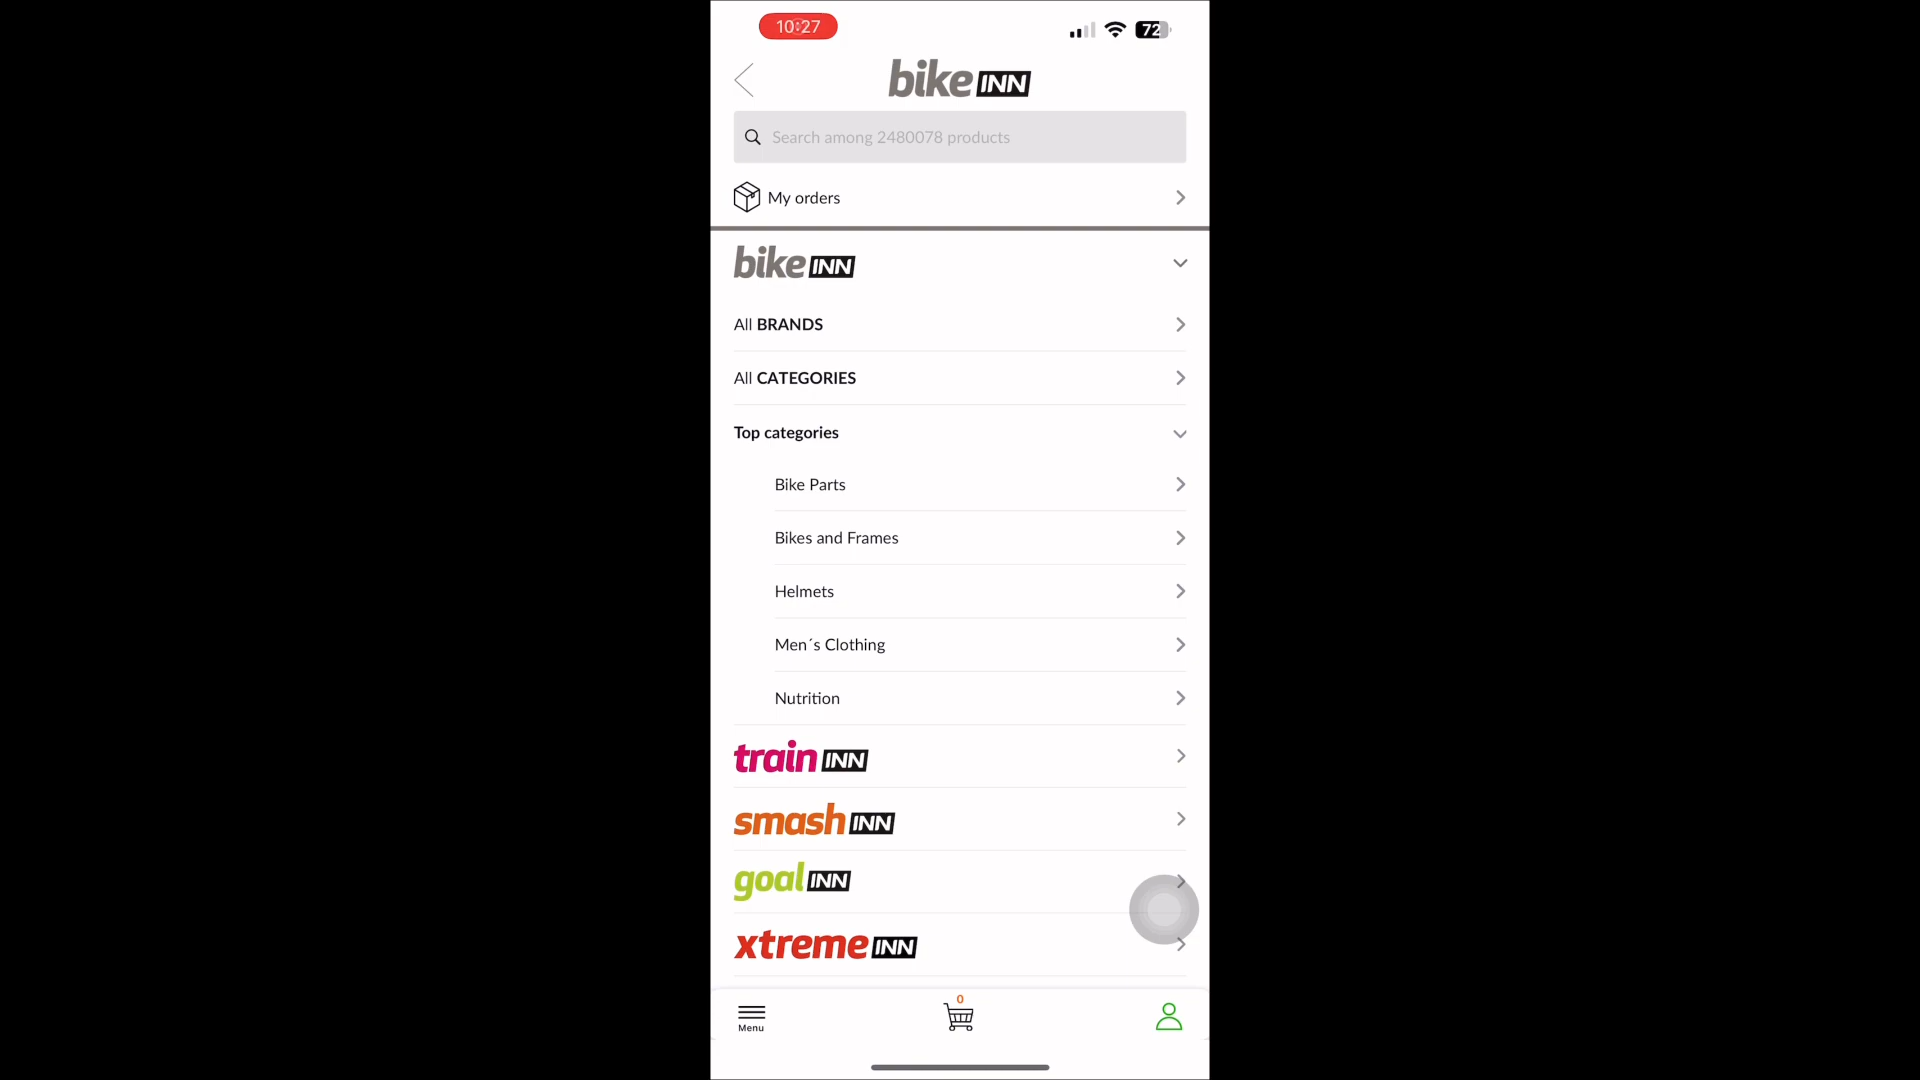 10:27
72
bike INN
Search among 2480078 products
My orders
bike INN
All BRANDS
All CATEGORIES
Top categories
Bike Parts
Bikes and Frames
Helmets
Men´s Clothing
Nutrition
train INN
smash INN
goal INN
xtreme INN
0
Menu